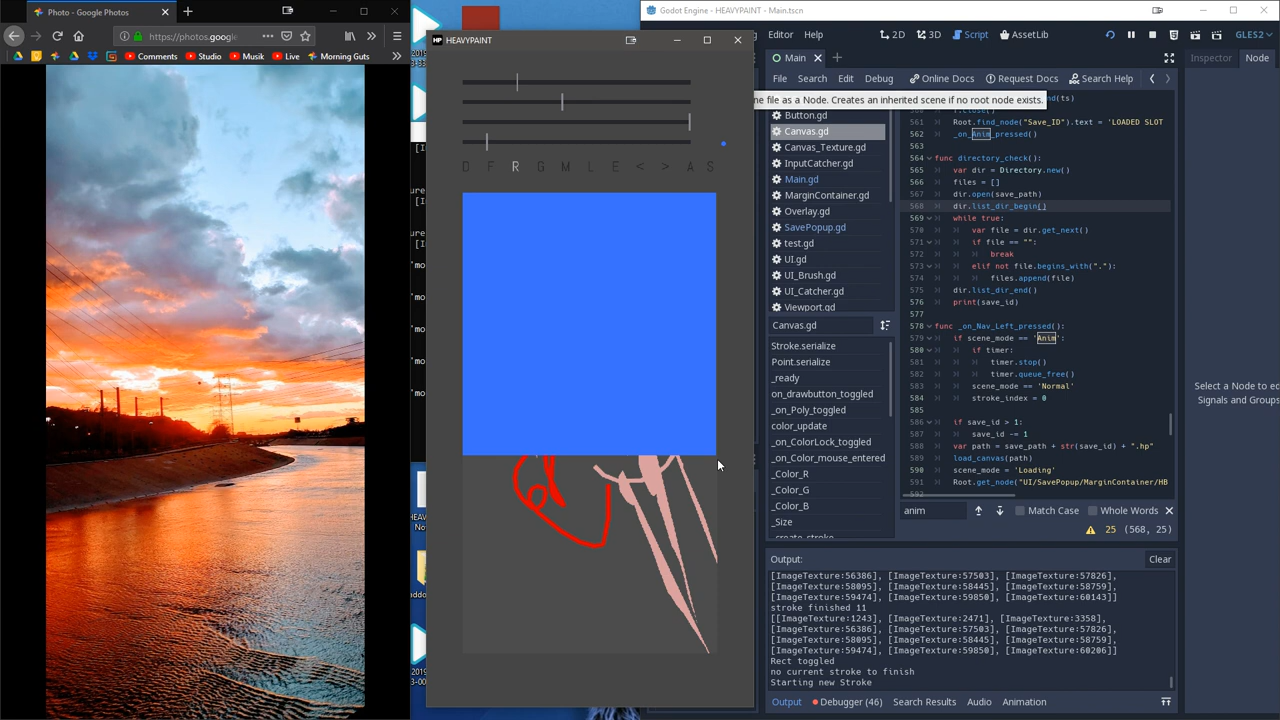 Photo - Google Photos
https://photos.google
Comments
Studio
Musk
Live
Morning Guts
HEAVYPAINT
D F R G M L E < > A S
Godot Engine - HEAVYPAINT - Main.tscn
Editor Help
2D
3D
Script
AssetLib
GLES2
Main
Inspector
Node
File Search Edit Debug
Online Docs
Request Docs
Search Help
ne file as a Node. Creates an inherited scene if no root node exists.
Button.gd
Canvas.gd
Canvas_Texture.gd
InputCatcher.gd
Main.gd
MarginContainer.gd
Overlay.gd
SavePopup.gd
test.gd
UI.gd
UI_Brush.gd
UI_Catcher.gd
Viewport.gd
Canvas.gd
Stroke.serialize
Point.serialize
_ready
on_drawbutton_toggled
_on_Poly_toggled
color_update
_on_ColorLock_toggled
_on_Color_mouse_entered
_Color_R
_Color_G
_Color_B
_Size
_create_stroke
561 Root.find_node("Save_ID").text = 'LOADED SLOT
562 _on_Anim_pressed()
563
564 func directory_check():
565 var dir = Directory.new()
566 files = []
567 dir.open(save_path)
568 dir.list_dir_begin()
569 while true:
570 var file = dir.get_next()
571 if file == "":
572 break
573 elif not file.begins_with("."):
574 files.append(file)
575 dir.list_dir_end()
576 print(save_id)
577
578 func _on_Nav_Left_pressed():
579 if scene_mode == 'Anim':
580 if timer:
581 timer.stop()
582 timer.queue_free()
583 scene_mode == 'Normal'
584 stroke_index = 0
585
586 if save_id > 1:
587 save_id -= 1
588 var path = save_path + str(save_id) + ".hp"
589 load_canvas(path)
590 scene_mode = 'Loading'
591 Root.get_node("UI/SavePopup/MarginContainer/HB
anim
Match Case
Whole Words
25 (568, 25)
Select a Node to ed
Signals and Groups
Output:
Clear
[ImageTexture:56386], [ImageTexture:57503], [ImageTexture:57826],
[ImageTexture:58095], [ImageTexture:58445], [ImageTexture:58759],
[ImageTexture:59474], [ImageTexture:59850], [ImageTexture:60143]]
stroke finished 11
[[ImageTexture:1243], [ImageTexture:2471], [ImageTexture:3358],
[ImageTexture:56386], [ImageTexture:57503], [ImageTexture:57826],
[ImageTexture:58095], [ImageTexture:58445], [ImageTexture:58759],
[ImageTexture:59474], [ImageTexture:59850], [ImageTexture:60206]]
Rect toggled
no current stroke to finish
Starting new Stroke
Output
Debugger (46)
Search Results
Audio
Animation